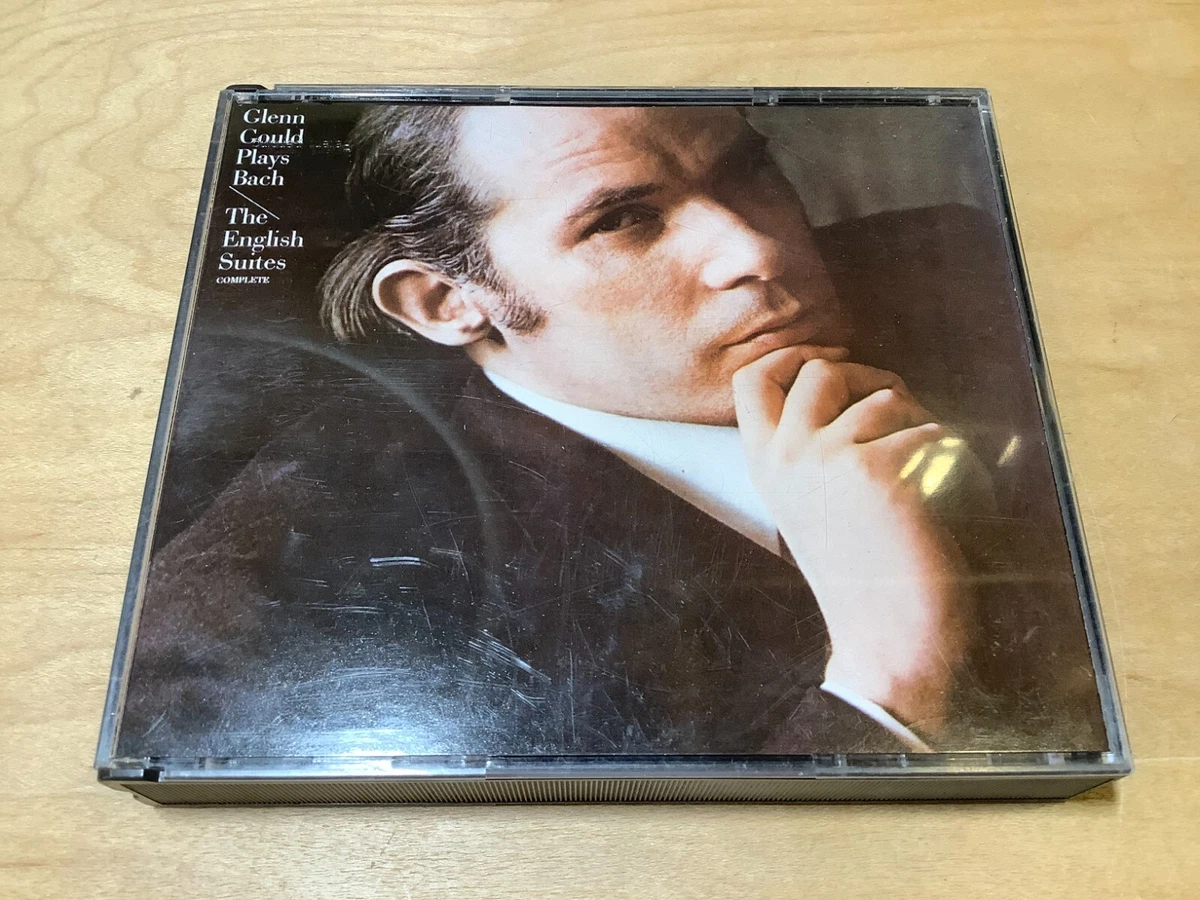 Glenn
Gould
Plays
Bach
The
English
Suites
COMPLETE